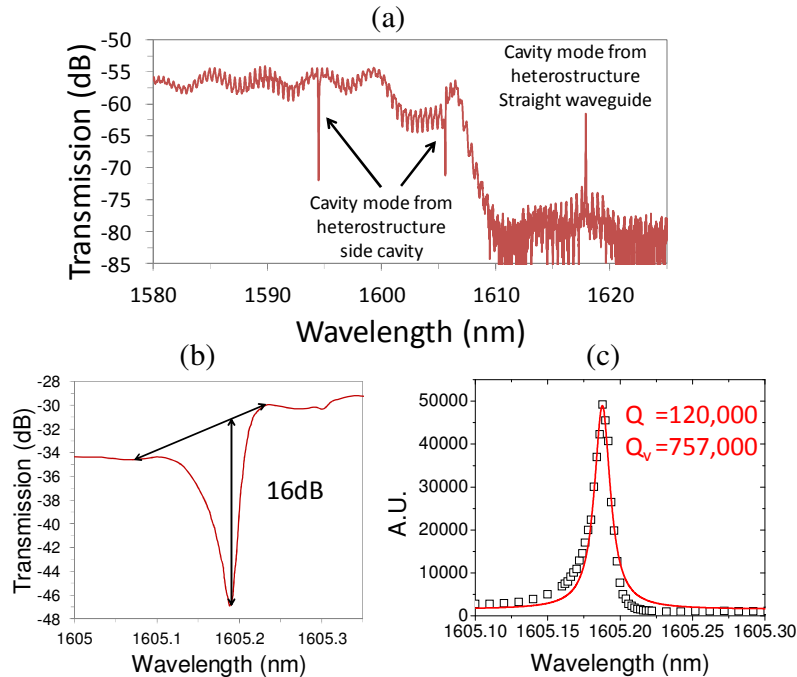 (a)
Transmission (dB)
-50
-55
-60
-65
-70
-75
-80
-85
1580
1590
1600
1610
1620
Wavelength (nm)
Cavity mode from
heterostructure
side cavity
Cavity mode from
heterostructure
Straight waveguide
(b)
Transmission (dB)
-28
-30
-32
-34
-36
-38
-40
-42
-44
-46
-48
1605
1605.1
1605.2
1605.3
Wavelength (nm)
16dB
(c)
A.U.
50000
40000
30000
20000
10000
0
1605.10
1605.15
1605.20
1605.25
1605.30
Wavelength (nm)
Q =120,000
Qv =757,000